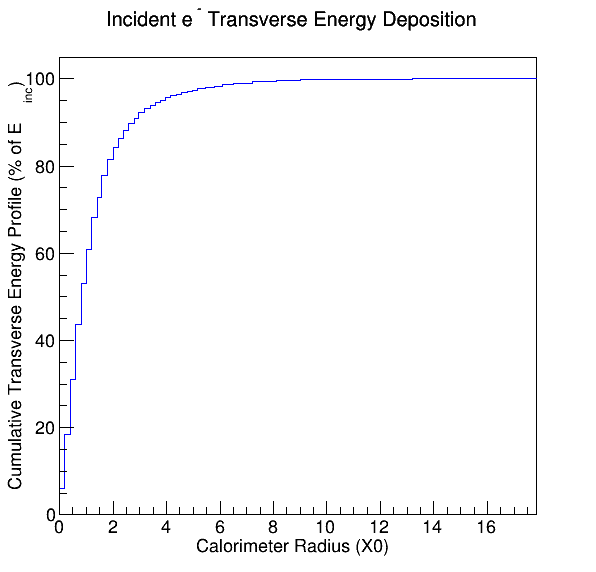 Incident e⁻ Transverse Energy Deposition
Cumulative Transverse Energy Profile (% of E_inc)
100
80
60
40
20
0
0 2 4 6 8 10 12 14 16
Calorimeter Radius (X0)